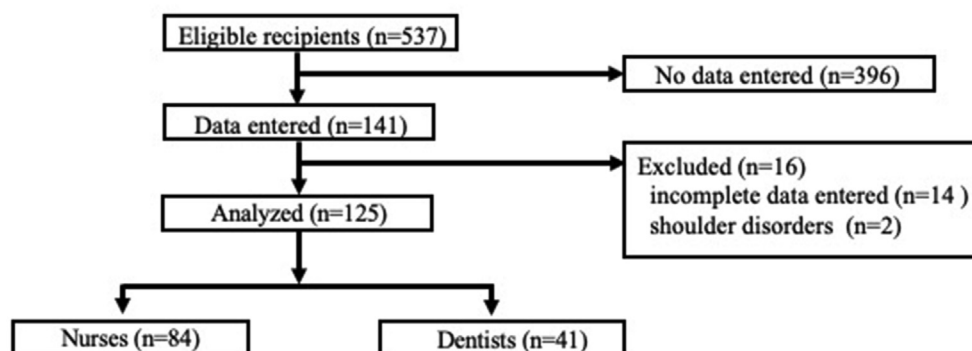 Eligible recipients (n=537)
No data entered (n=396)
Data entered (n=141)
Excluded (n=16)
incomplete data entered (n=14 )
shoulder disorders (n=2)
Analyzed (n=125)
Nurses (n=84)
Dentists (n=41)